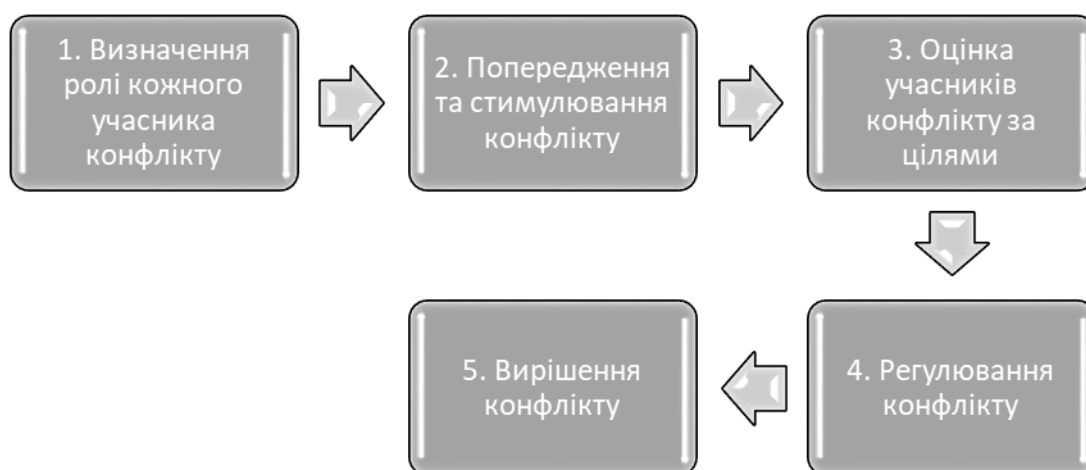 1. Визначення
ролі кожного
учасника
конфлікту
2. Попередження
та стимулювання
конфлікту
3. Оцінка
учасників
конфлікту за
цілями
4. Регулювання
конфлікту
5. Вирішення
конфлікту